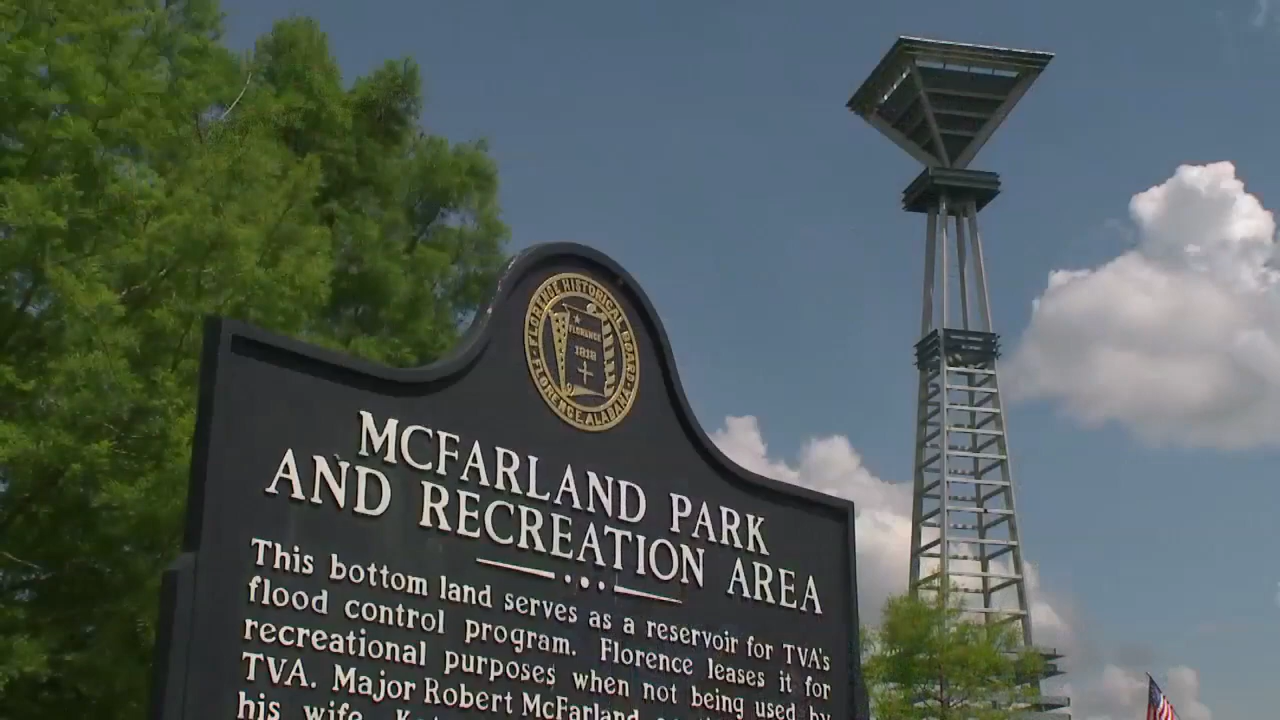 FLORENCE HISTORICAL BOARD
FLORENCE, ALABAMA
FLORENCE
1818
MCFARLAND PARK
AND RECREATION AREA
This bottom land serves as a reservoir for TVA's
flood control program. Florence leases it for
recreational purposes when not being used by
TVA. Major Robert McFarland
his wife,